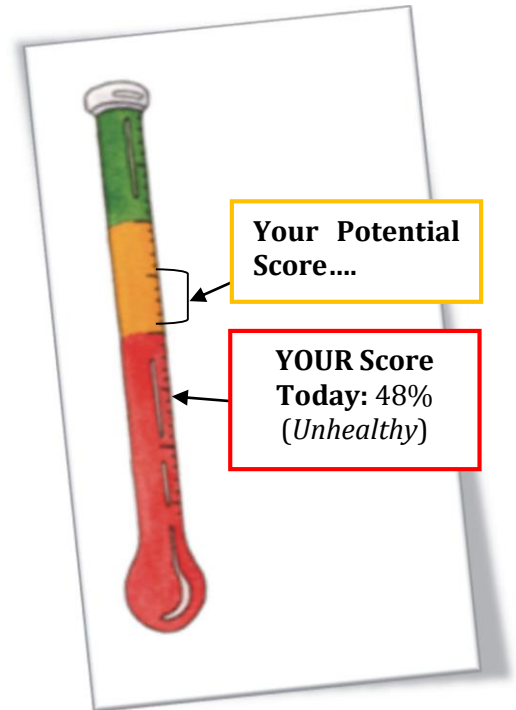 Your Potential
Score....
YOUR Score
Today: 48%
(Unhealthy)